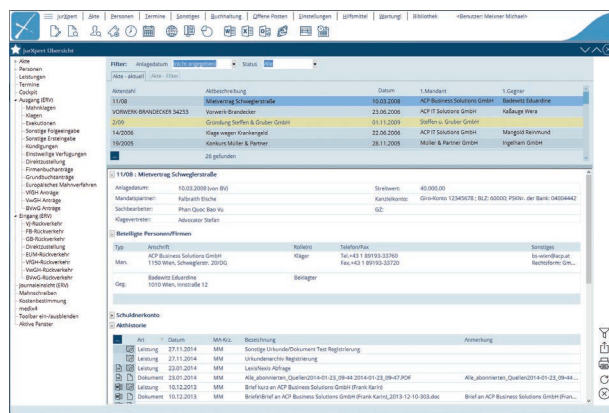 jurXpert Akte Personen Termine Sonstiges Buchhaltung Offene Posten Einstellungen Hilfsmittel Wartung! Bibliothek <Benutzer: Meixner Michael>
jurXpert Übersicht
Akte
Personen
Leistungen
Termine
Cockpit
Ausgang (ERV)
Mahnklagen
Klagen
Exekutionen
Sonstige Folgeeingabe
Sonstige Ersteingaben
Kündigungen
Einstweilige Verfügungen
Direktzustellung
Firmenbuchanträge
Grundbuchanträge
Europäisches Mahnverfahren
VfGH Anträge
VwGH Anträge
BVwG Anträge
Eingang (ERV)
VJ-Rückverkehr
FB-Rückverkehr
GB-Rückverkehr
Direktzustellung
EUM-Rückverkehr
VfGH-Rückverkehr
VwGH-Rückverkehr
BVwG-Rückverkehr
Journaleinsicht (ERV)
Mahnschreiben
Kostenbestimmung
medix4
Toolbar ein-/ausblenden
Aktive Fenster
Filter: Anlagedatum nicht angegeben Status Alle
Akte - aktuell Akte - Filter
Aktenzahl Aktbeschreibung Datum 1.Mandant 1.Gegner
11/08 Mietvertrag Schweglerstraße 10.03.2008 ACP Business Solutions GmbH Badewitz Eduardine
VORWERK-BRANDECKER 34253 Vorwerk-Brandecker 23.06.2006 ACP IT Solutions GmbH Kaßauge Wera
2/09 Gründung Steffen & Gruber GmbH 01.11.2009 Steffen u. Gruber GmbH
14/2006 Klage wegen Krankengeld 22.06.2006 ACP IT Solutions GmbH Mangold Reinmund
19/2005 Konkurs Müller & Partner 28.11.2005 Müller & Partner GmbH Ingelham GmbH
26 gefunden
11/08 : Mietvertrag Schweglerstraße
Anlagedatum: 10.03.2008 (von BV) Streitwert: 40.000,00
Mandatspartner: Falbraith Elsche Kanzleikonto: Giro-Konto 12345678 ; BLZ: 60000; PSKNr. der Bank: 04004442
Sachbearbeiter: Phan Quoc Bao Vu GZ:
Klagevertreter: Advocator Stefan
Beteiligte Personen/Firmen
Typ Anschrift Rolle(n) Telefon/Fax Sonstiges
Man. ACP Business Solutions GmbH Kläger Tel.+43 1 89193-33760 bs-wien@acp.at
1150 Wien, Schweglerstr. 20/DG Fax.+43 1 89193-33720 Rechtsform: Gm...
Geg. Badewitz Eduardine Beklagter
1010 Wien, Innstraße 12
Schuldnerkonto
Akthistorie
Art Datum MA-Krz. Bezeichnung Anmerkung
Leistung 27.11.2014 MM Sonstige Urkunde/Dokument Test Registrierung
Leistung 27.11.2014 MM Urkundenarchiv Registrierung
Leistung 23.01.2014 MM LexisNexis Abfrage
Dokument 23.01.2014 MM Alle_abonnierten_Quellen2014-01-23_09-44 2014-01-23_09-47.PDF Alle_abonnierten_Quellen2014-01-23_09-44 ...
Leistung 10.12.2013 MM Brief kurz an ACP Business Solutions GmbH (Frank Karin)
Dokument 10.12.2013 MM Briefe\Brief an ACP Business Solutions GmbH (Frank Karin)_2013-12-10-303.doc Brief an ACP Business Solutions GmbH (Fran...